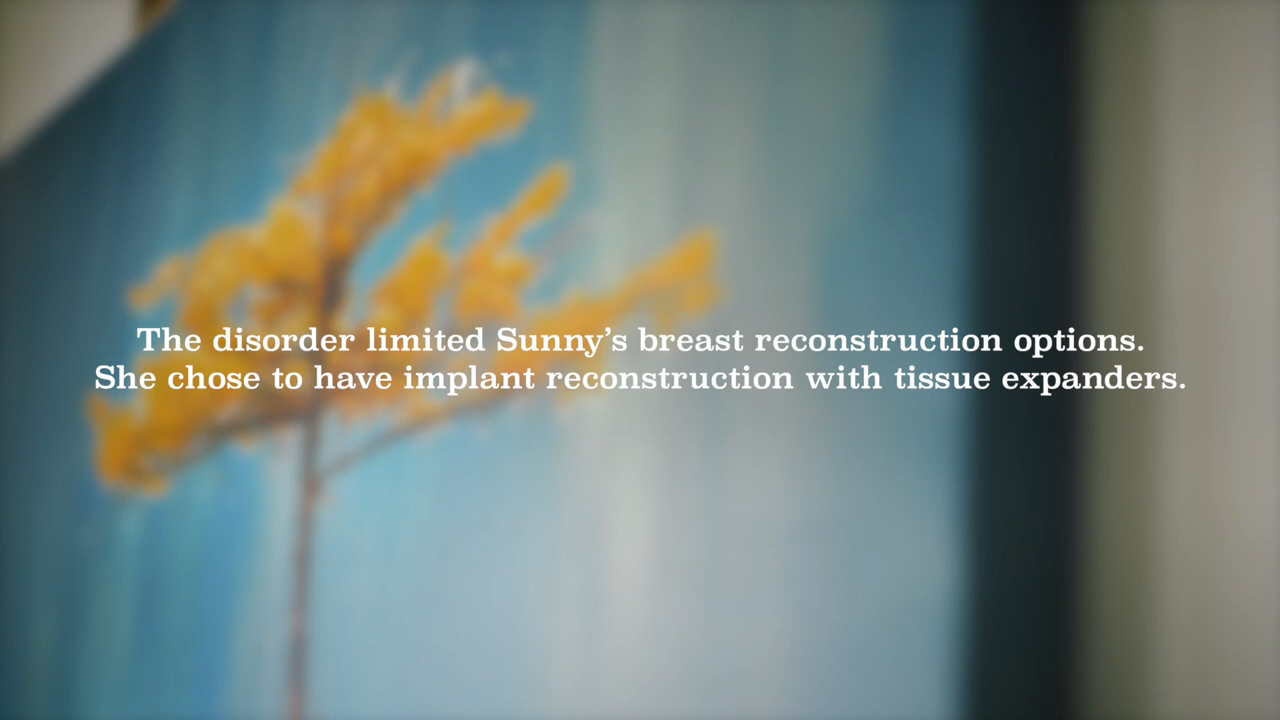 The disorder limited Sunny’s breast reconstruction options.
She chose to have implant reconstruction with tissue expanders.